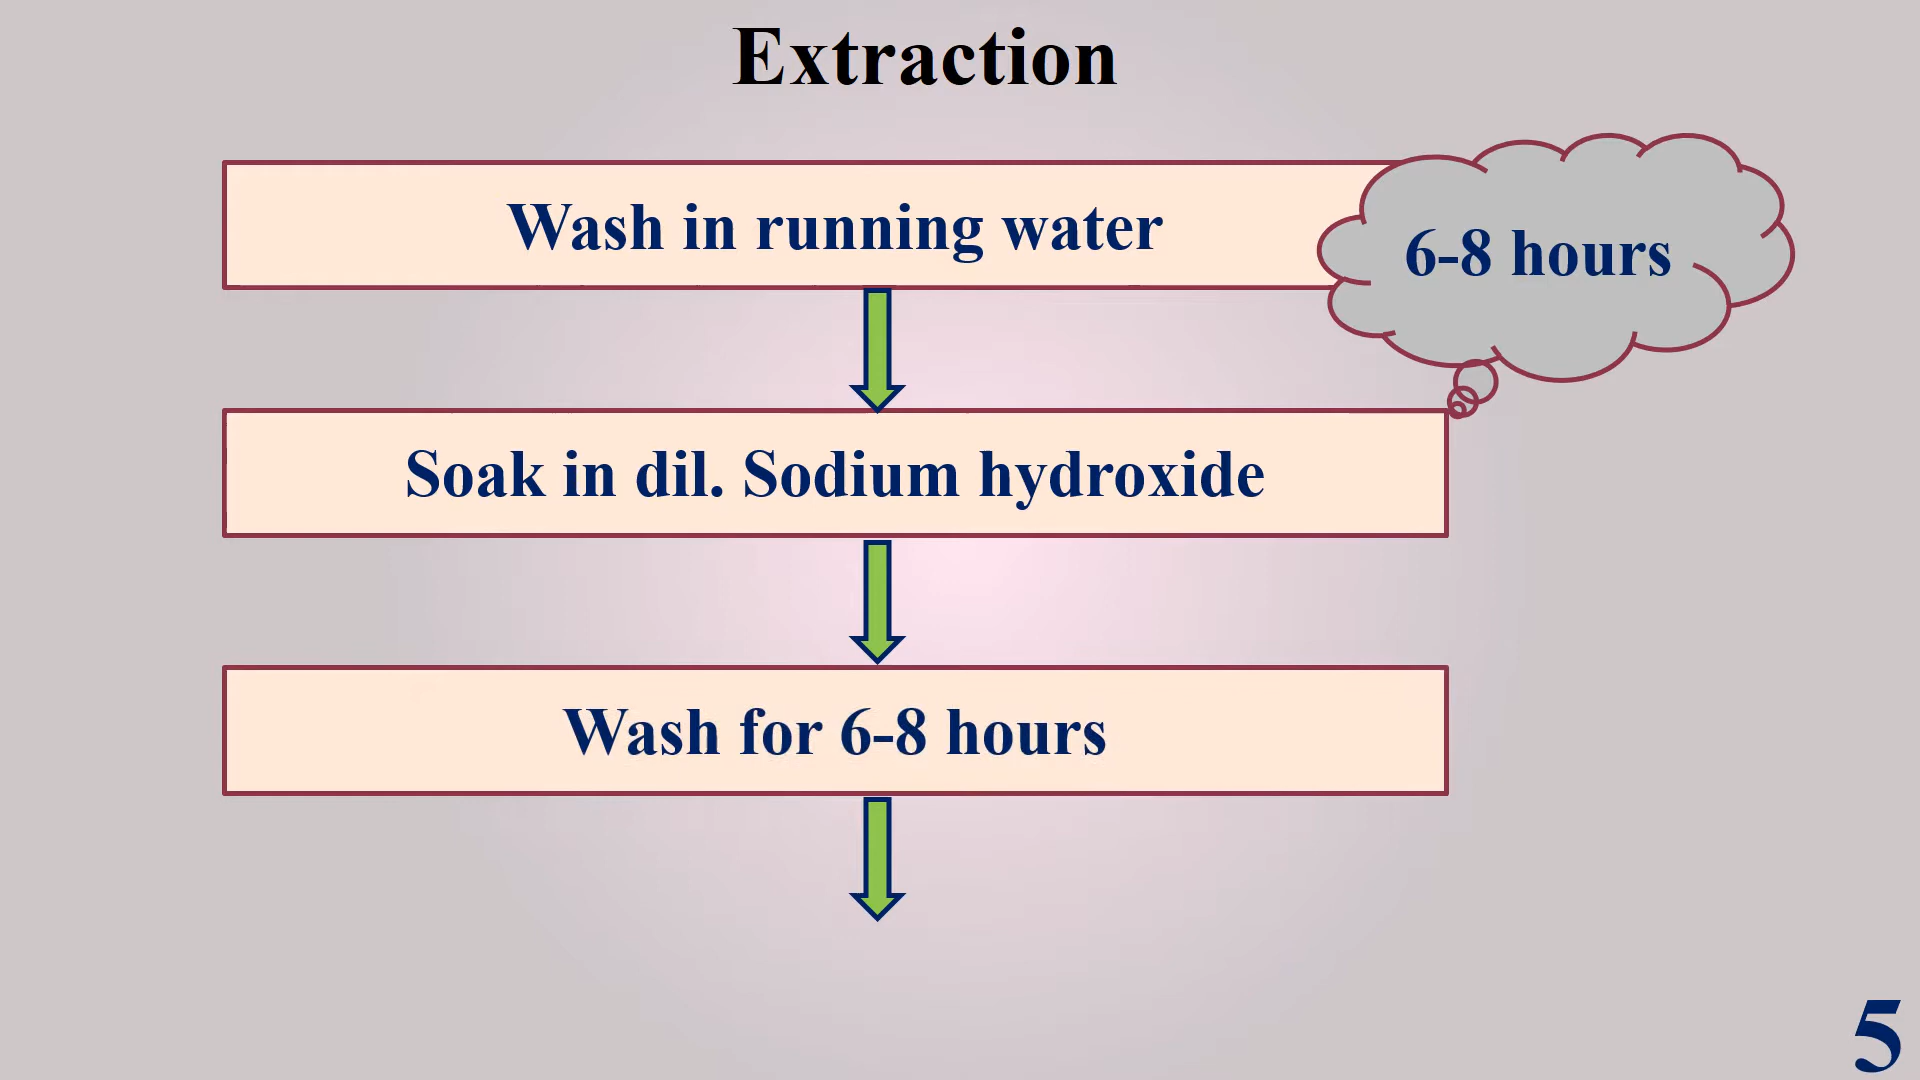 Extraction
Wash in running water
6-8 hours
Soak in dil. Sodium hydroxide
Wash for 6-8 hours
5